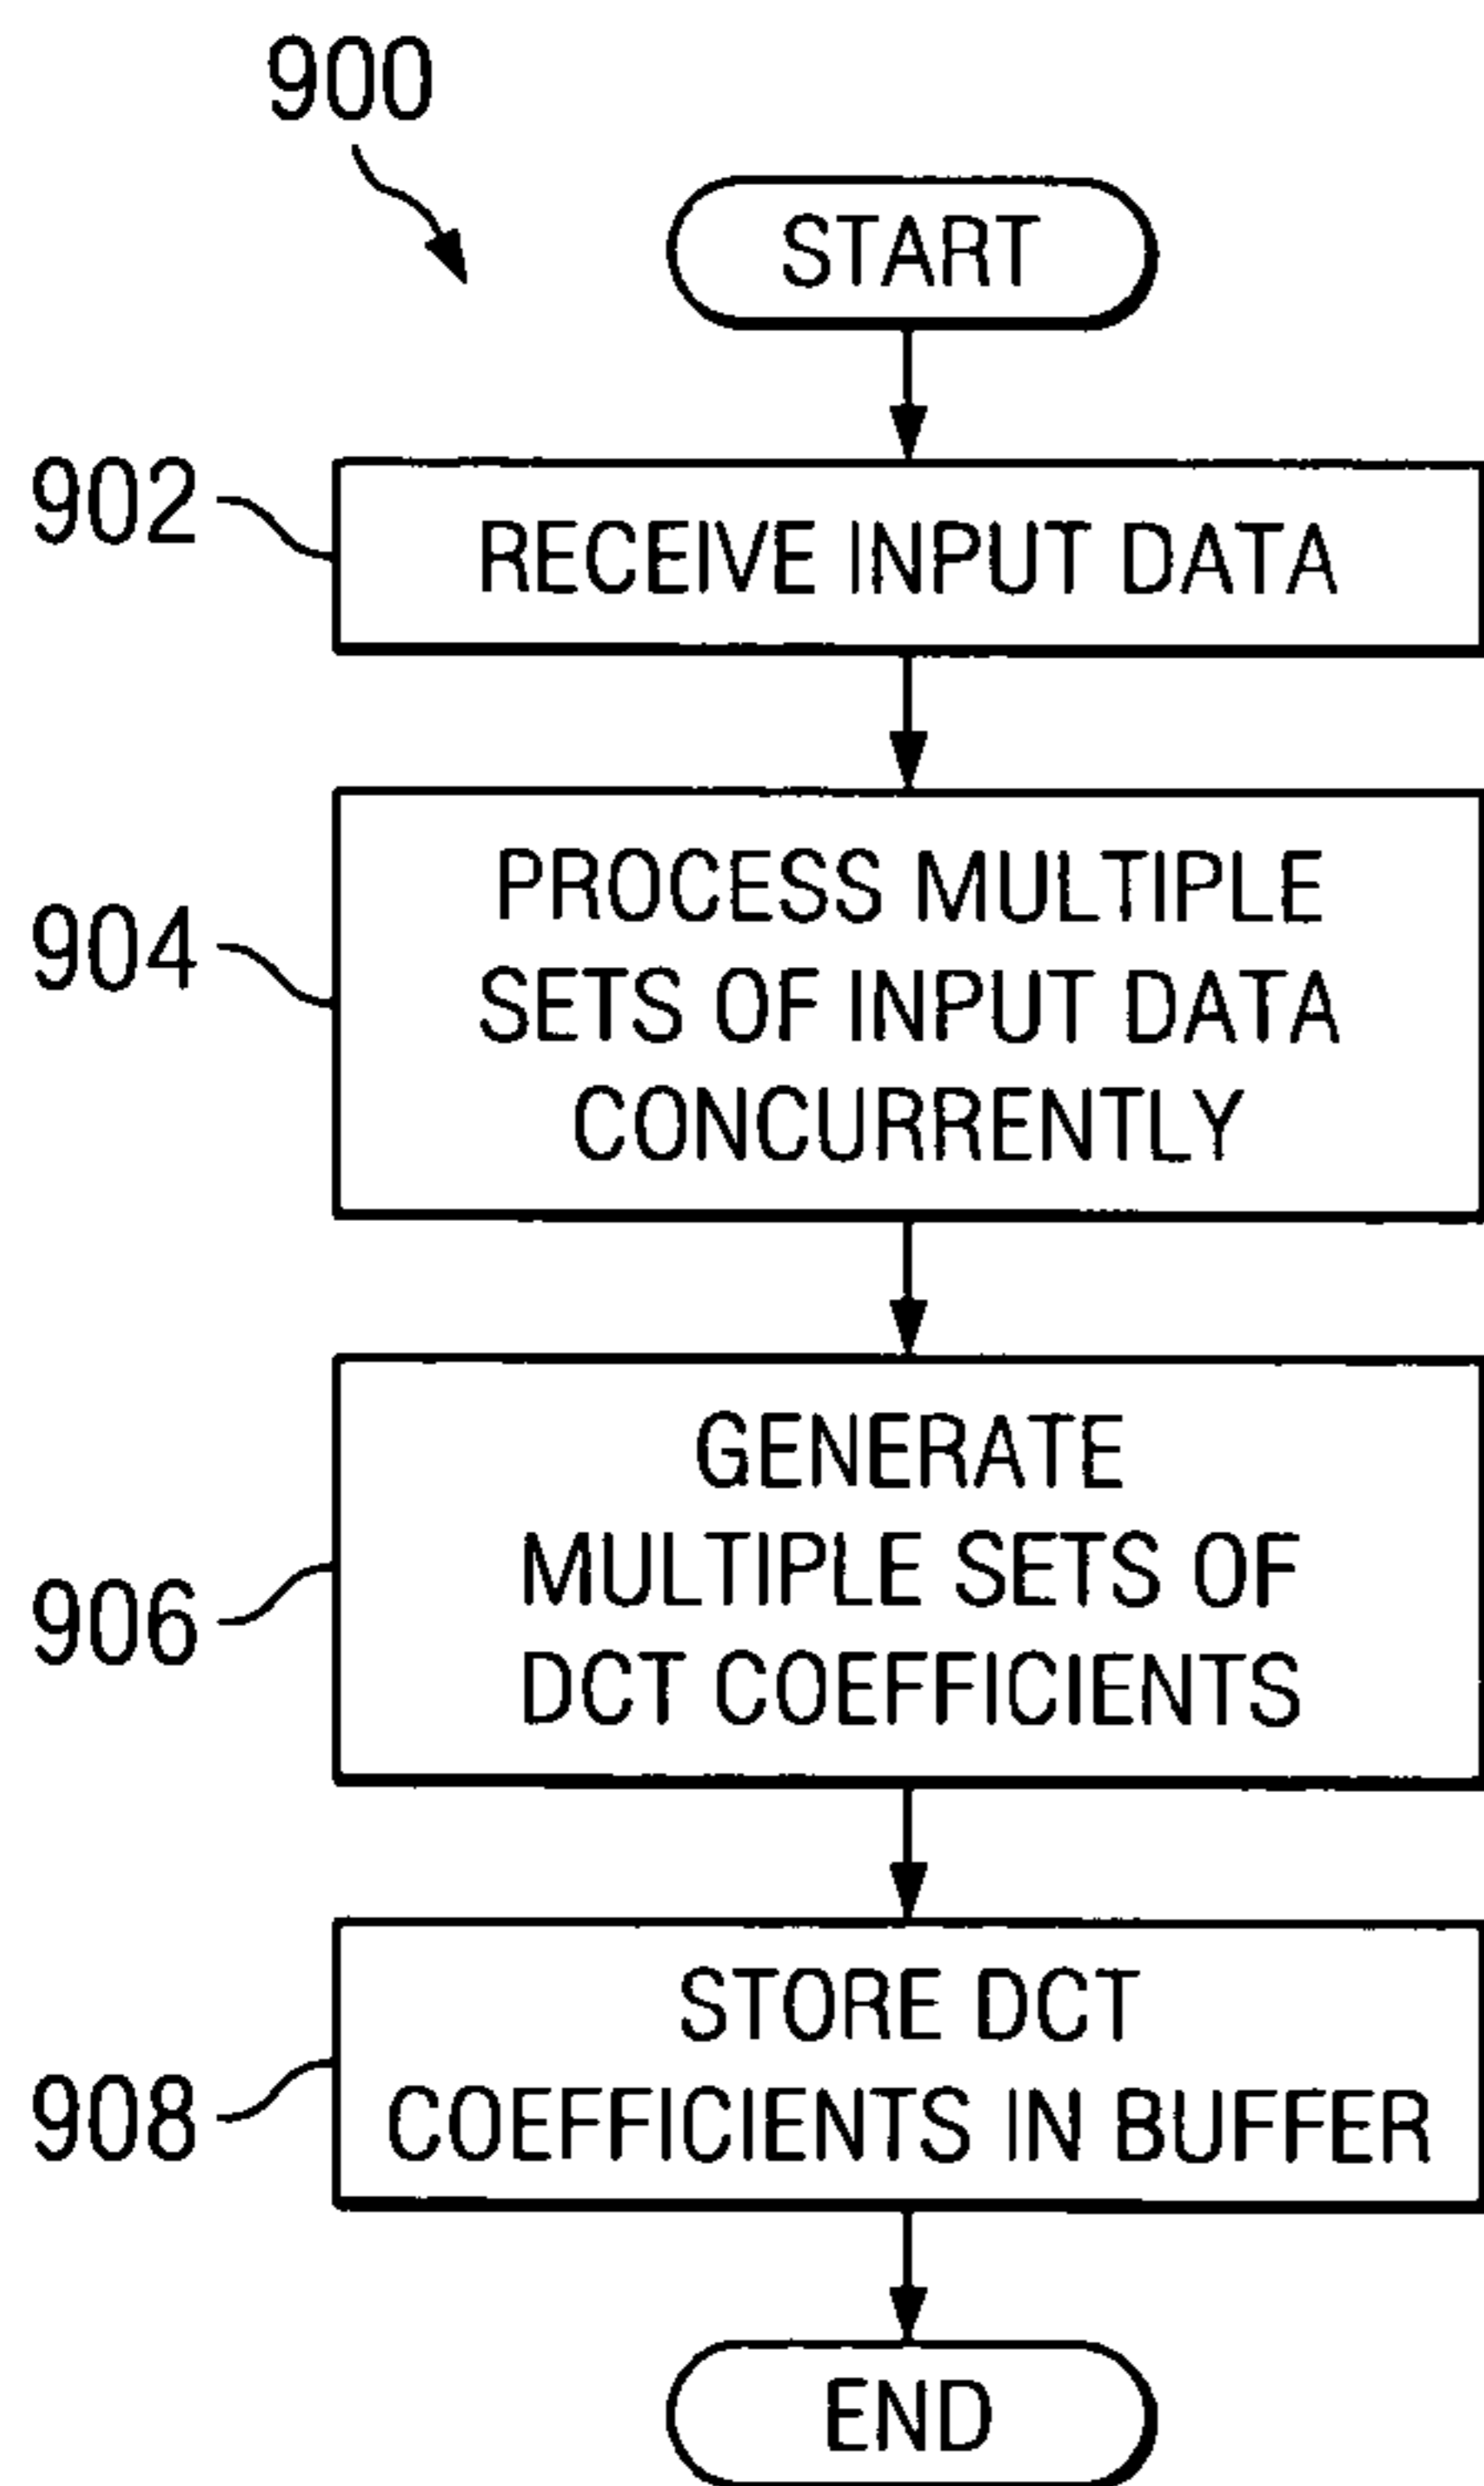 900
START
902
RECEIVE INPUT DATA
904
PROCESS MULTIPLE
SETS OF INPUT DATA
CONCURRENTLY
906
GENERATE
MULTIPLE SETS OF
DCT COEFFICIENTS
908
STORE DCT
COEFFICIENTS IN BUFFER
END